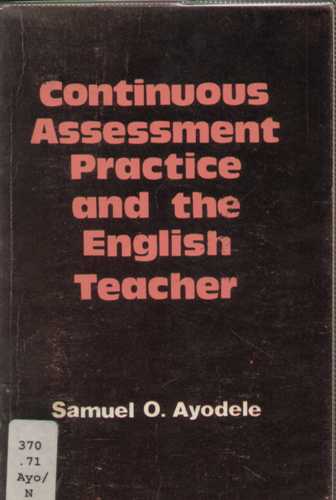 Continuous
Assessment
Practice
and the
English
Teacher
Samuel O. Ayodele
370
.71
Ayo/
N